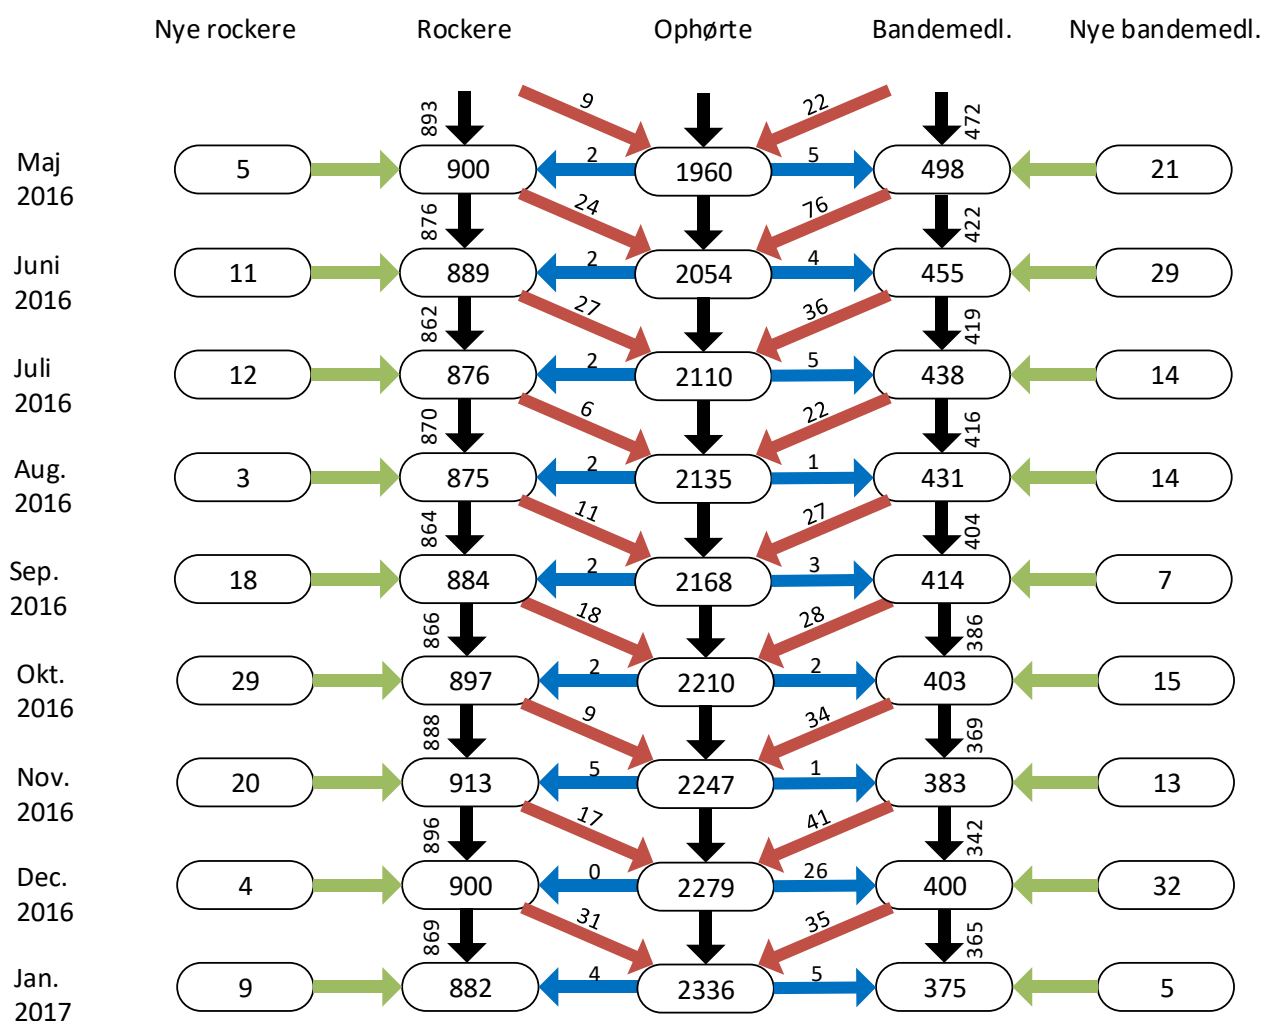 Nye rockere Rockere Ophørte Bandemedl. Nye bandemedl.
893 9 22 472
Maj
2016
5 900 2 1960 5 498 21
876 24 76 422
Juni
2016
11 889 2 2054 4 455 29
862 27 36 419
Juli
2016
12 876 2 2110 5 438 14
870 6 22 416
Aug.
2016
3 875 2 2135 1 431 14
864 11 27 404
Sep.
2016
18 884 2 2168 3 414 7
866 18 28 386
Okt.
2016
29 897 2 2210 2 403 15
888 9 34 369
Nov.
2016
20 913 5 2247 1 383 13
896 17 41 342
Dec.
2016
4 900 0 2279 26 400 32
869 31 35 365
Jan.
2017
9 882 4 2336 5 375 5